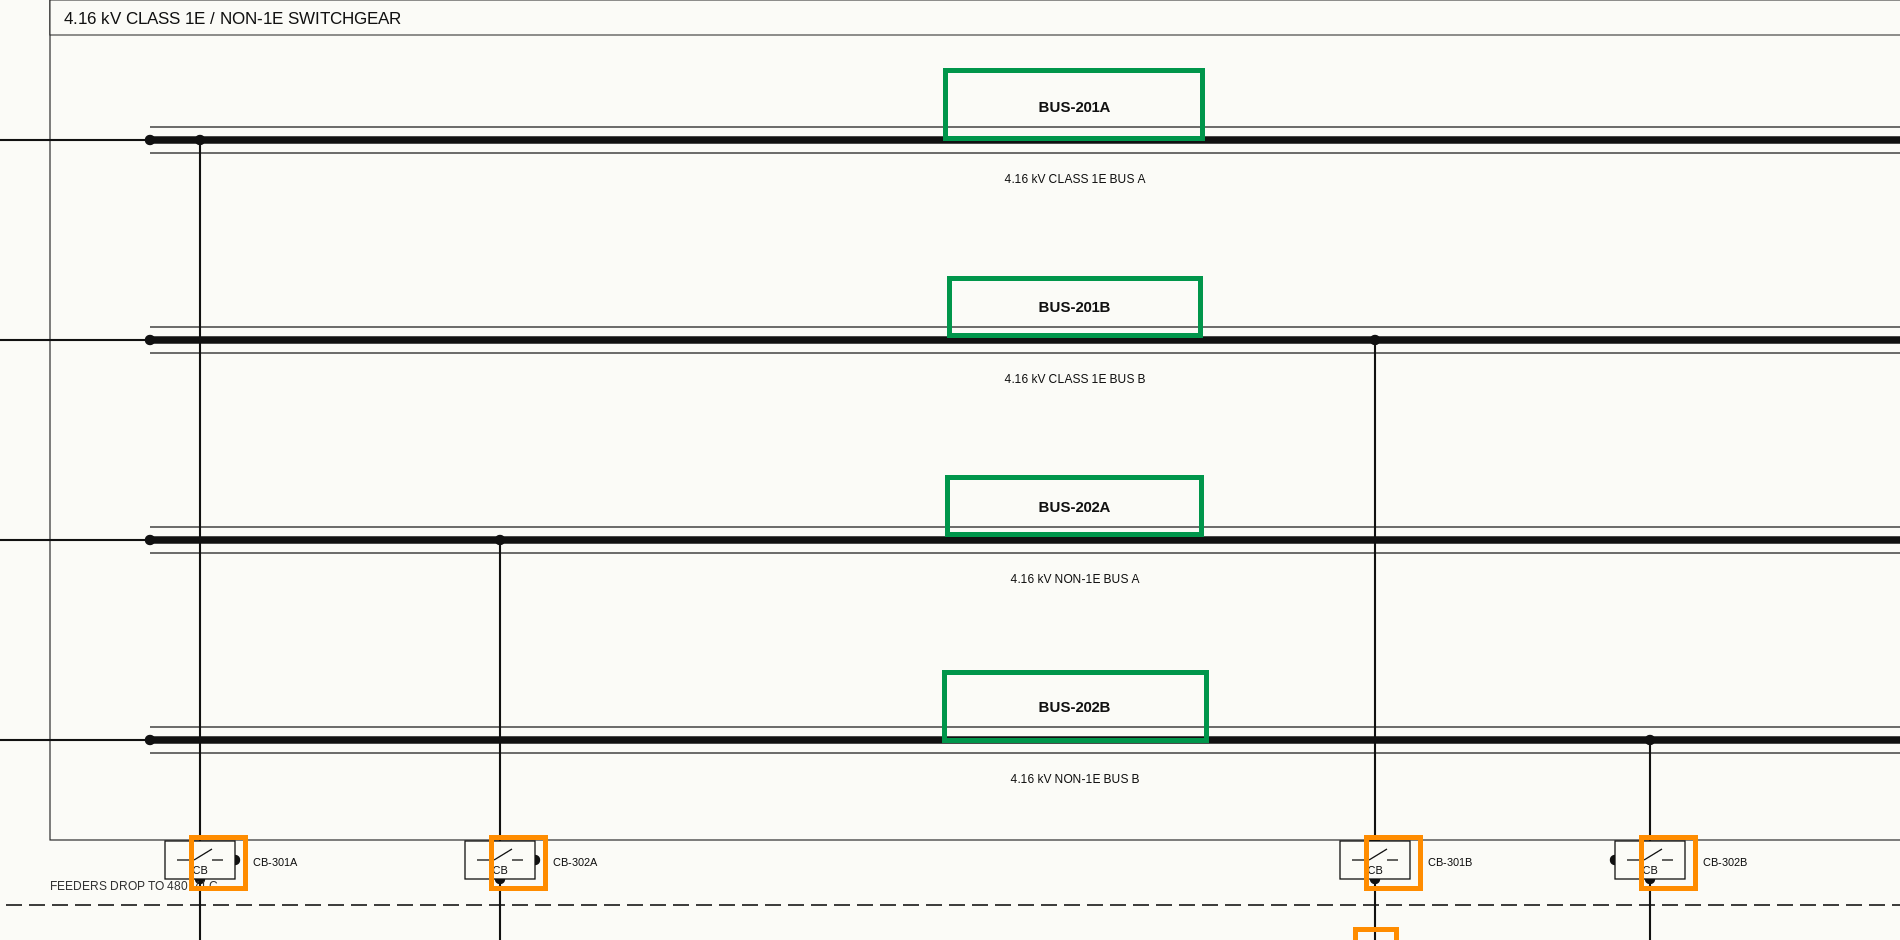 4.16 kV CLASS 1E / NON-1E SWITCHGEAR
BUS-201A
4.16 kV CLASS 1E BUS A
BUS-201B
4.16 kV CLASS 1E BUS B
BUS-202A
4.16 kV NON-1E BUS A
BUS-202B
4.16 kV NON-1E BUS B
CB
CB-301A
CB
CB-302A
CB
CB-301B
CB
CB-302B
FEEDERS DROP TO 480